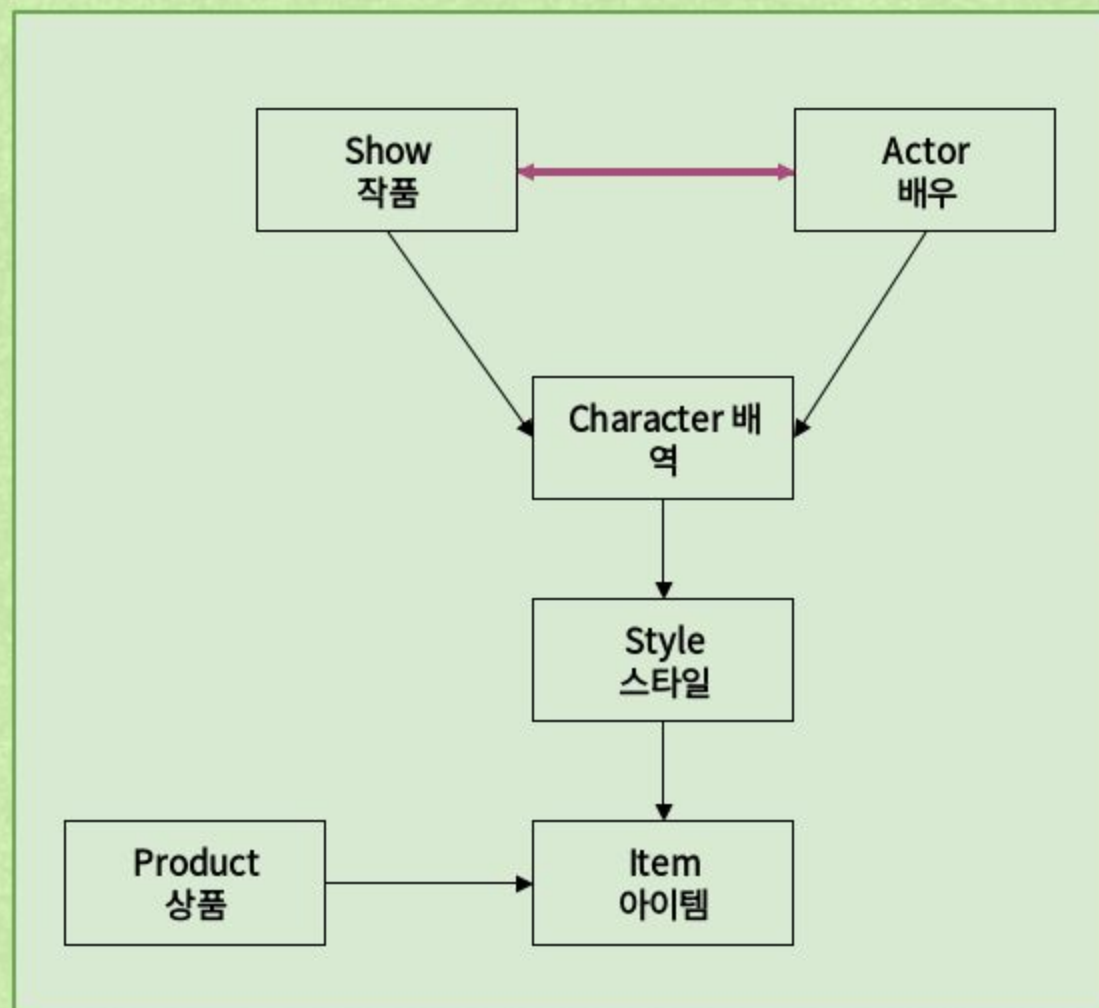 Show
작품
Actor
배우
Character 배
역
Style
스타일
Product
상품
Item
아이템